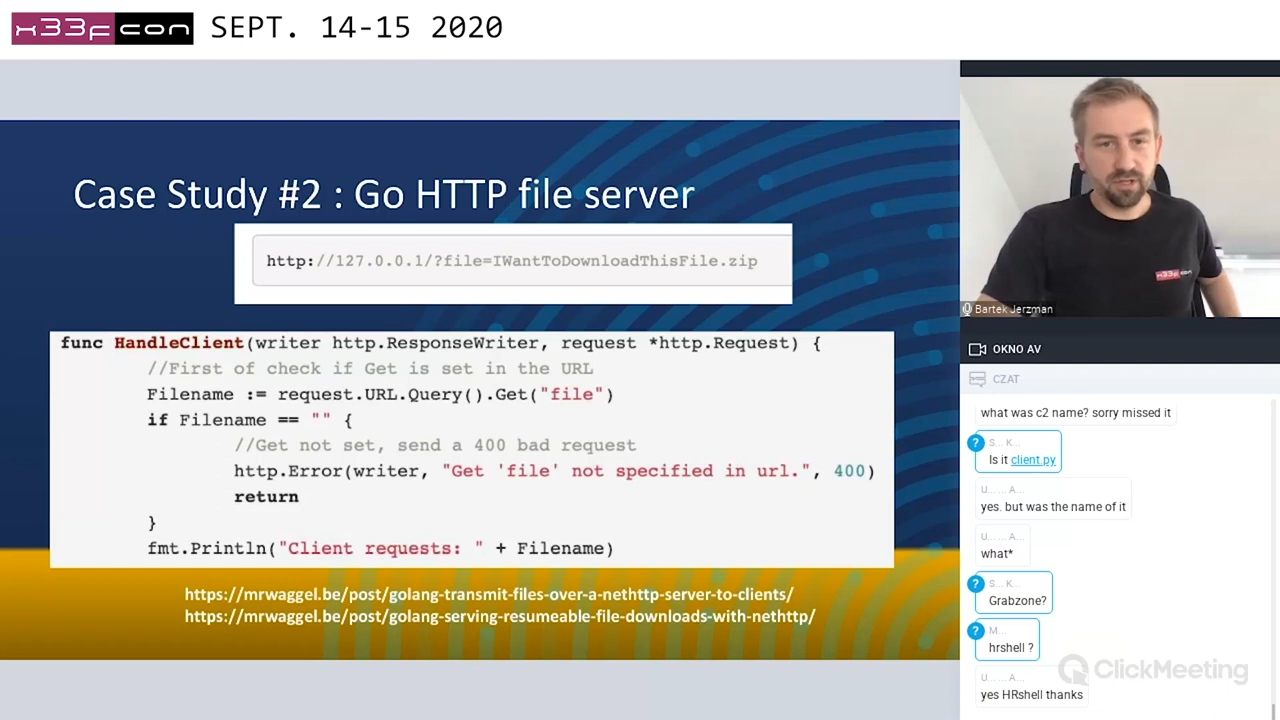 x33fcon SEPT. 14-15 2020
Case Study #2 : Go HTTP file server
http://127.0.0.1/?file=IWantToDownloadThisFile.zip
func HandleClient(writer http.ResponseWriter, request *http.Request) {
//First of check if Get is set in the URL
Filename := request.URL.Query().Get("file")
if Filename == "" {
//Get not set, send a 400 bad request
http.Error(writer, "Get 'file' not specified in url.", 400)
return
}
fmt.Println("Client requests: " + Filename)
https://mrwaggel.be/post/golang-transmit-files-over-a-nethttp-server-to-clients/
https://mrwaggel.be/post/golang-serving-resumeable-file-downloads-with-nethttp/
x33fcon
Bartek Jerzman
OKNO AV
CZAT
what was c2 name? sorry missed it
?
S... K...
Is it client.py
U... ... A...
yes. but was the name of it
U... ... A...
what*
?
S... K...
Grabzone?
?
M...
hrshell ?
U... ... A...
yes HRshell thanks
ClickMeeting